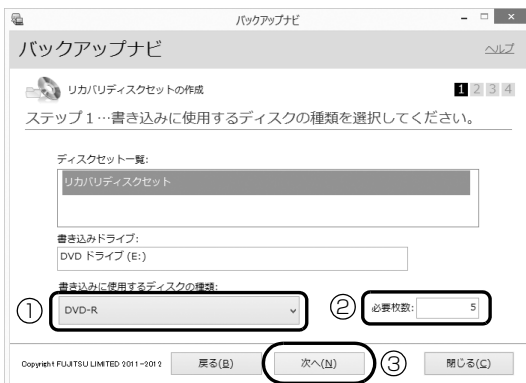 バックアップナビ
バックアップナビ
ヘルプ
リカバリディスクセットの作成
1 2 3 4
ステップ1…書き込みに使用するディスクの種類を選択してください。
ディスクセット一覧:
リカバリディスクセット
書き込みドライブ:
DVD ドライブ (E:)
書き込みに使用するディスクの種類:
① DVD-R ② 必要枚数: 5
Copyright FUJITSU LIMITED 2011-2012 戻る(B) 次へ(N) ③ 閉じる(C)